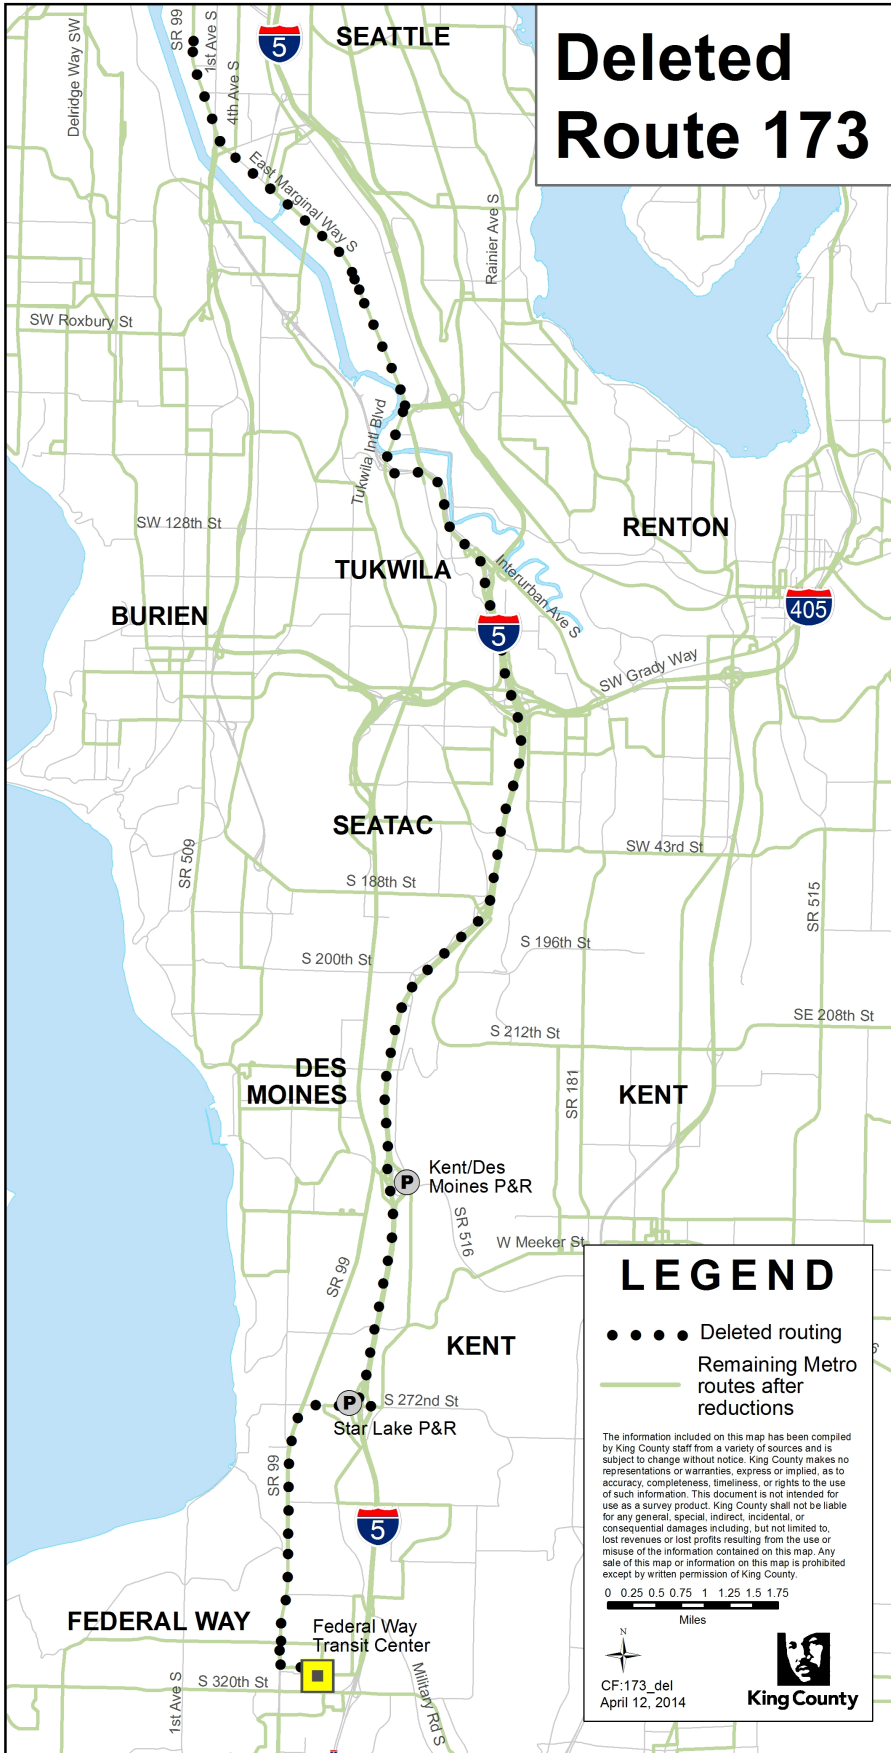 Deleted
Route 173
SEATTLE
5
SR 99
1st Ave S
4th Ave S
Delridge Way SW
East Marginal Way S
Rainier Ave S
SW Roxbury St
Tukwila Intl Blvd
SW 128th St
RENTON
TUKWILA
Interurban Ave S
BURIEN
405
5
SW Grady Way
SEATAC
SR 509
SW 43rd St
S 188th St
SR 515
S 196th St
S 200th St
SE 208th St
S 212th St
DES
MOINES
SR 181
KENT
P
Kent/Des
Moines P&R
SR 516
W Meeker St
SR 99
KENT
P
S 272nd St
Star Lake P&R
SR 99
5
FEDERAL WAY
Federal Way
Transit Center
S 320th St
1st Ave S
Military Rd S
LEGEND
Deleted routing
Remaining Metro
routes after
reductions
The information included on this map has been compiled
by King County staff from a variety of sources and is
subject to change without notice. King County makes no
representations or warranties, express or implied, as to
accuracy, completeness, timeliness, or rights to the use
of such information. This document is not intended for
use as a survey product. King County shall not be liable
for any general, special, indirect, incidental, or
consequential damages including, but not limited to,
lost revenues or lost profits resulting from the use or
misuse of the information contained on this map. Any
sale of this map or information on this map is prohibited
except by written permission of King County.
0 0.25 0.5 0.75 1 1.25 1.5 1.75
Miles
N
CF:173_del
April 12, 2014
King County